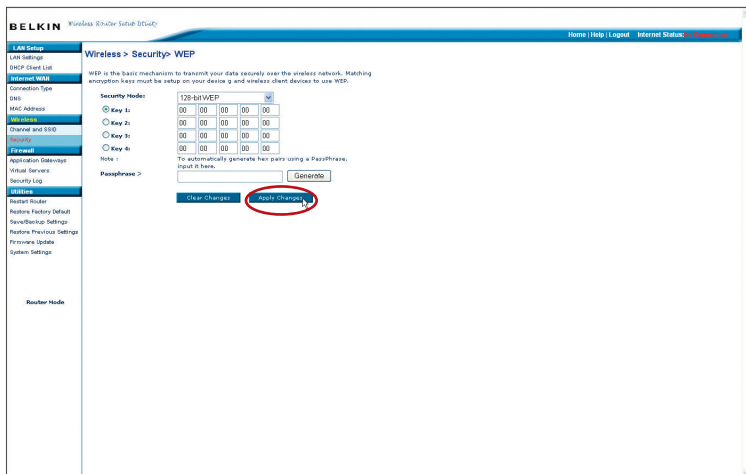 BELKIN Wireless Router Setup Utility
Home | Help | Logout Internet Status:
LAN Setup
LAN Settings
DHCP Client List
Internet WAN
Connection Type
DNS
MAC Address
Wireless
Channel and SSID
Security
Firewall
Application Gateways
Virtual Servers
Security Log
Utilities
Restart Router
Restore Factory Default
Save/Backup Settings
Restore Previous Settings
Firmware Update
System Settings
Router Mode
Wireless > Security> WEP
WEP is the basic mechanism to transmit your data securely over the wireless network. Matching
encryption keys must be setup on your device g and wireless client devices to use WEP.
Security Mode: 128-bit WEP
Key 1: 00 00 00 00 00
Key 2: 00 00 00 00 00
Key 3: 00 00 00 00 00
Key 4: 00 00 00 00 00
Note : To automatically generate hex pairs using a PassPhrase,
input it here.
Passphrase > Generate
Clear Changes Apply Changes